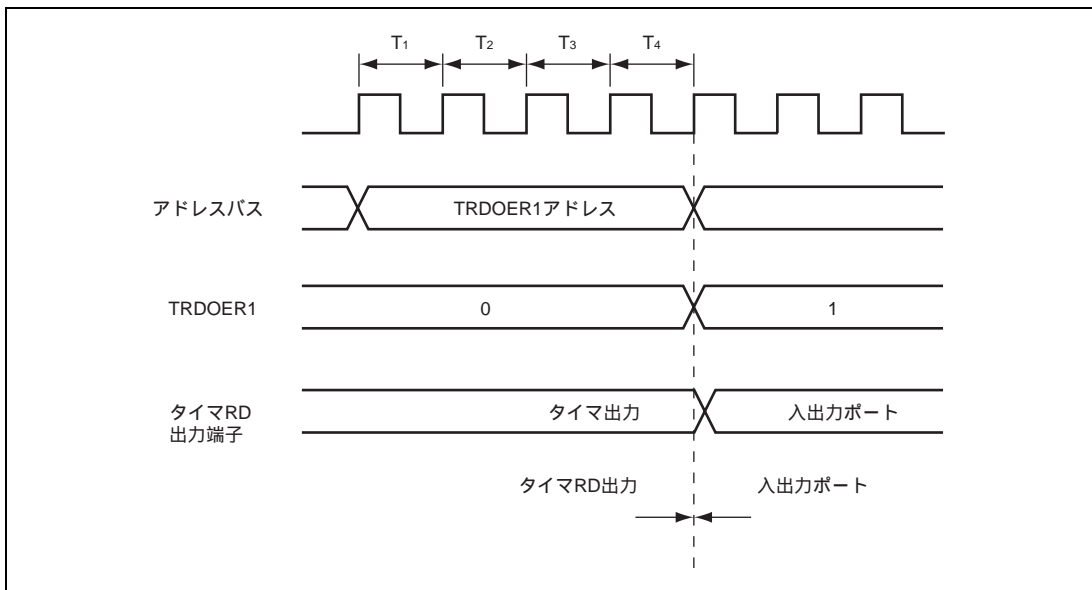 T1 T2 T3 T4
アドレスバス TRDOER1アドレス
TRDOER1 0 1
タイマRD
出力端子 タイマ出力 入出力ポート
タイマRD出力 入出力ポート